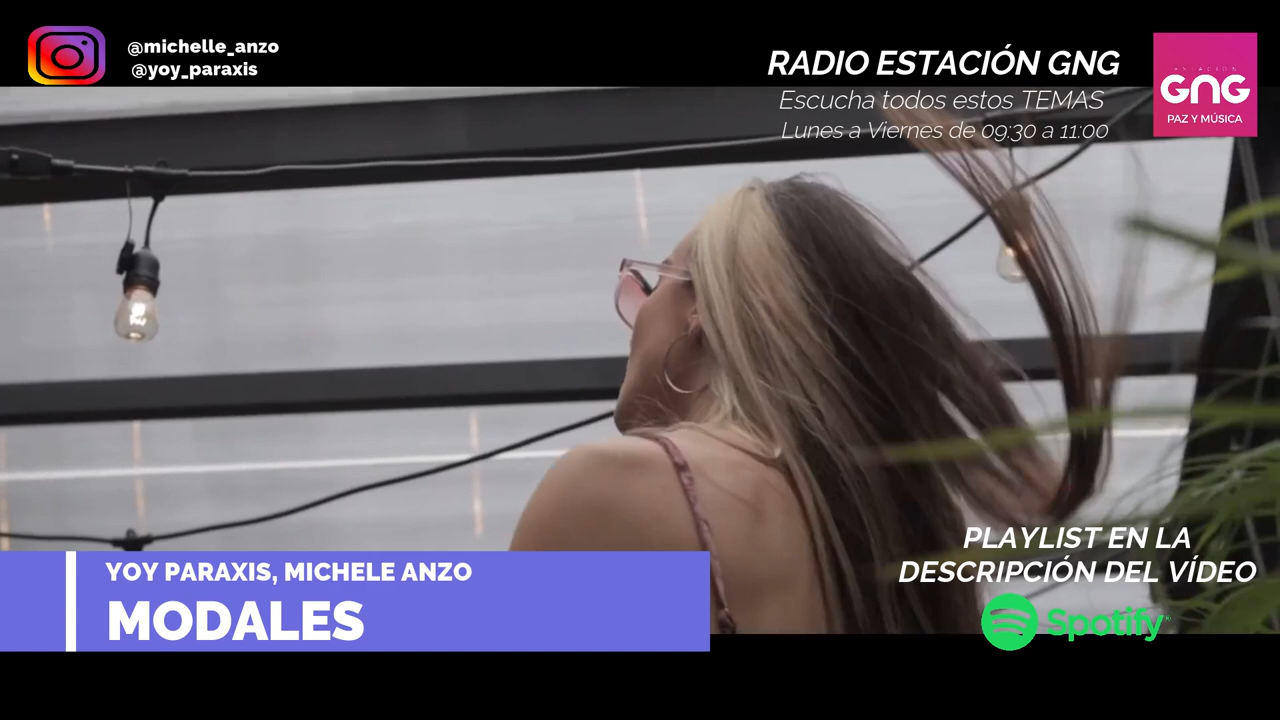 @michelle_anzo
@yoy_paraxis
RADIO ESTACIÓN GNG
Escucha todos estos TEMAS
Lunes a Viernes de 09:30 a 11:00
ESTACIÓN
GNG
PAZ Y MÚSICA
YOY PARAXIS, MICHELE ANZO
MODALES
PLAYLIST EN LA
DESCRIPCIÓN DEL VÍDEO
Spotify®